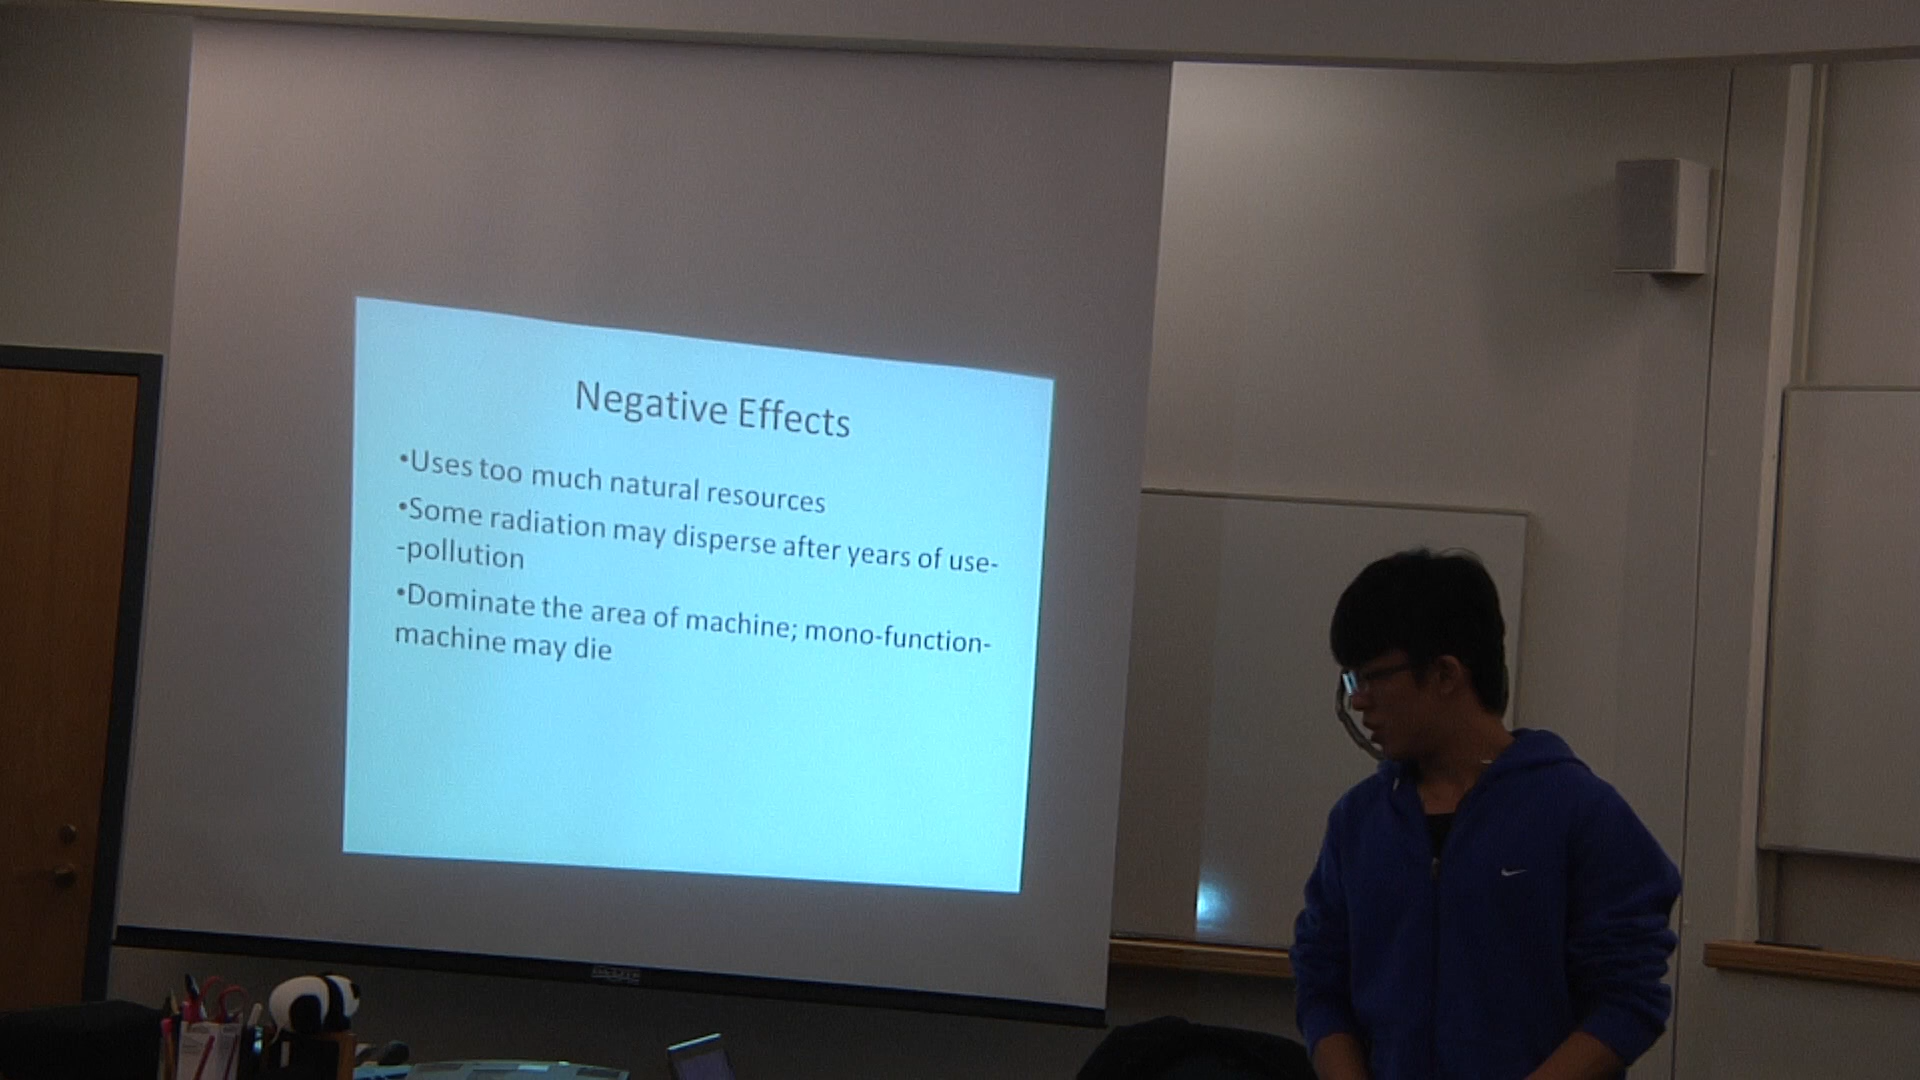 Negative Effects
•Uses too much natural resources
•Some radiation may disperse after years of use-
-pollution
•Dominate the area of machine; mono-function-
machine may die